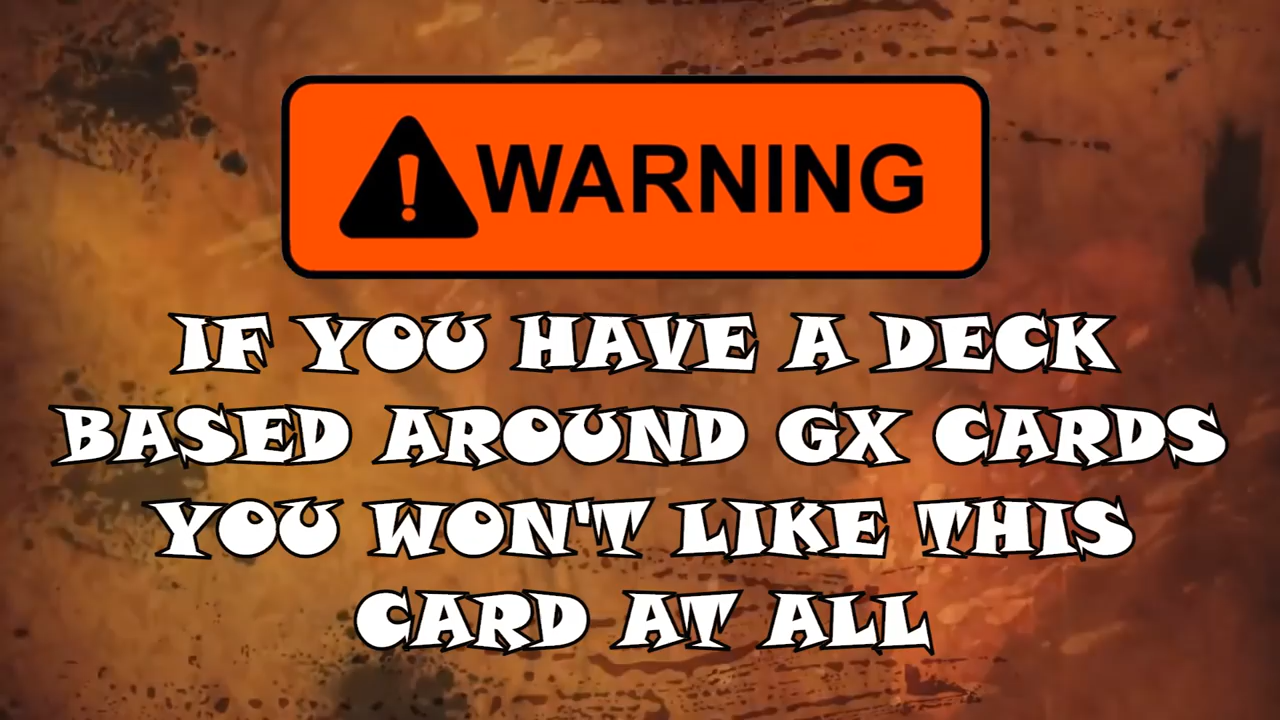 WARNING
IF YOU HAVE A DECK
BASED AROUND GX CARDS
YOU WON'T LIKE THIS
CARD AT ALL